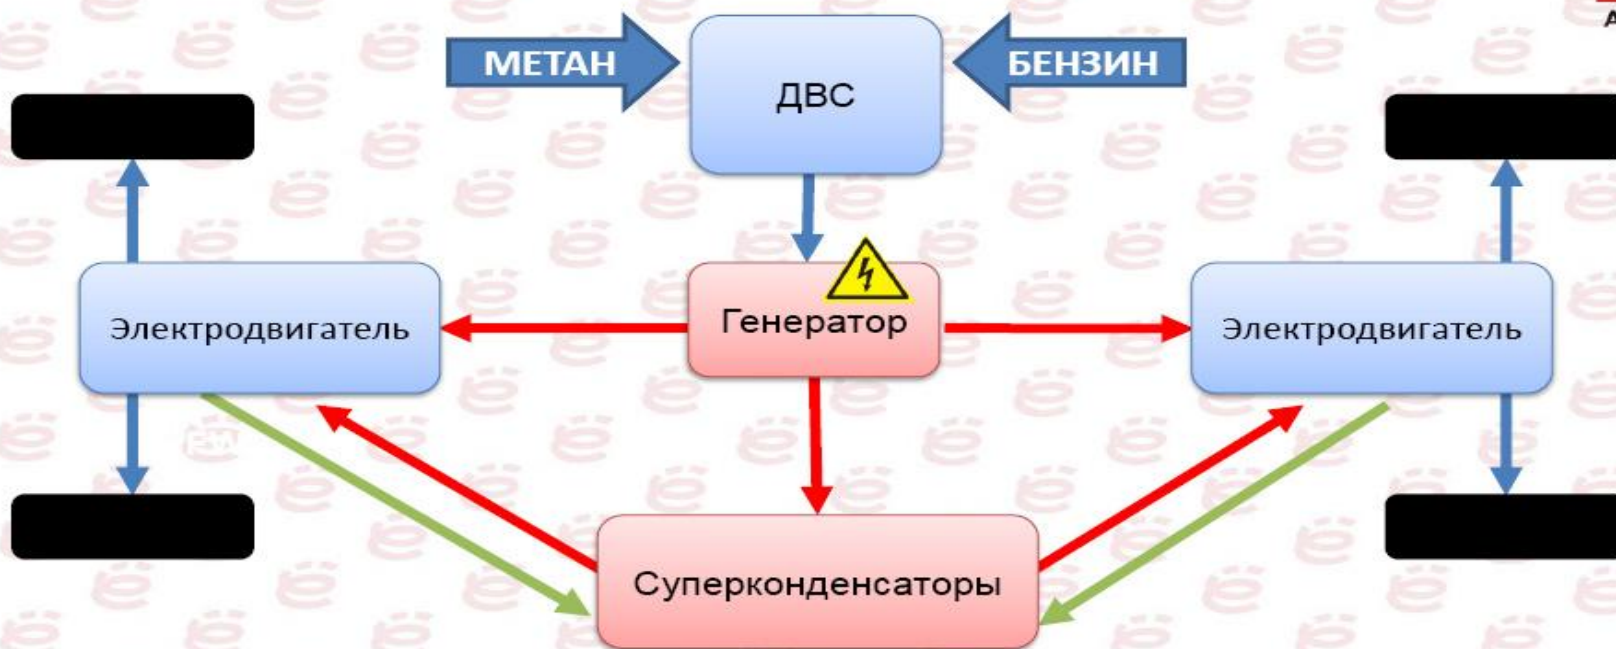 МЕТАН
ДВС
БЕНЗИН
Электродвигатель
Генератор
Электродвигатель
Суперконденсаторы